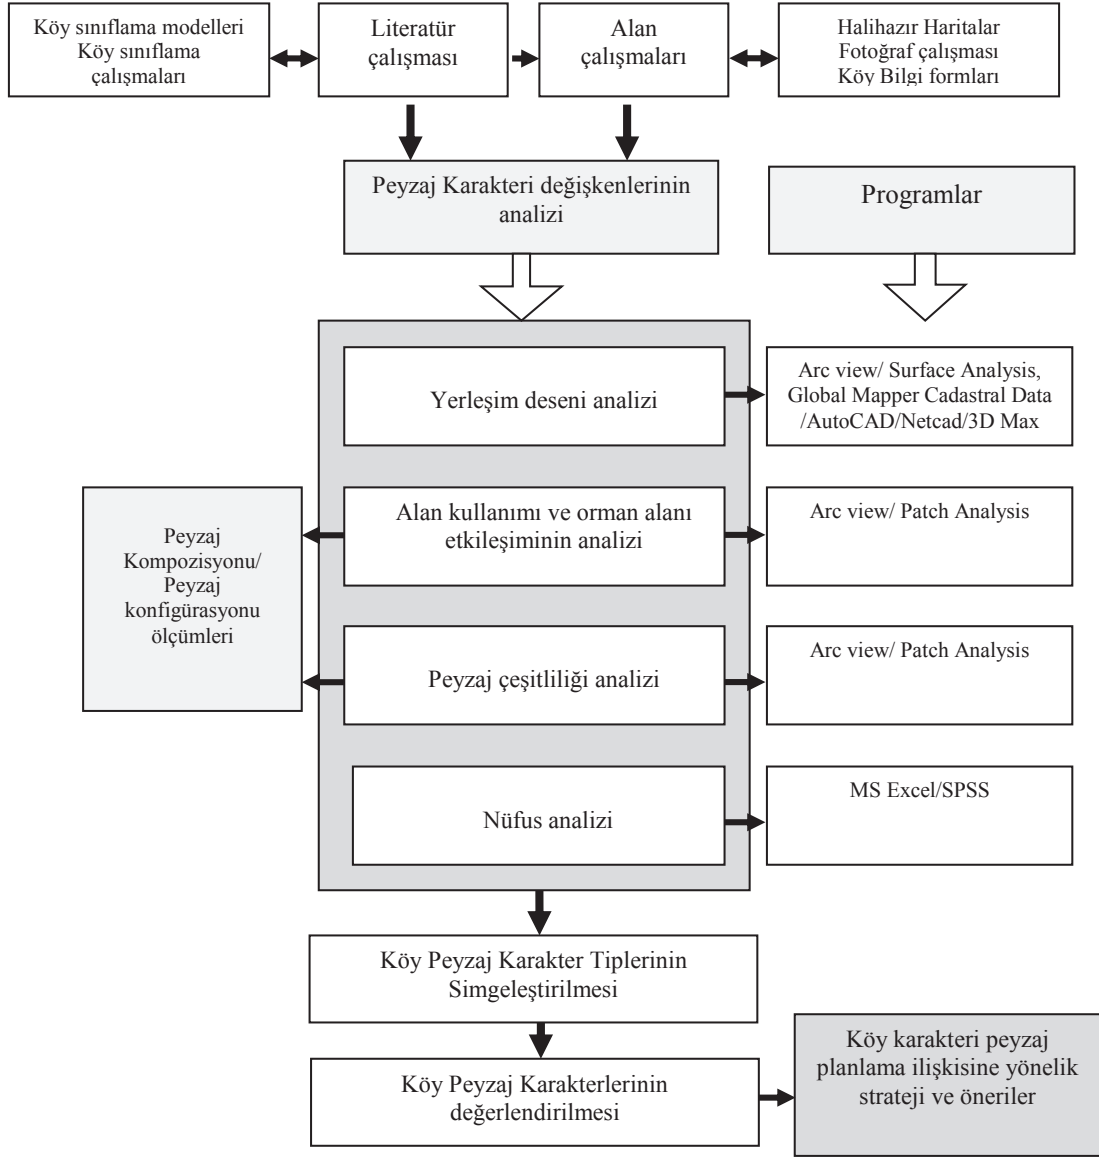 Köy sınıflama modelleri
Köy sınıflama
çalışmaları
Literatür
çalışması
Alan
çalışmaları
Halihazır Haritalar
Fotoğraf çalışması
Köy Bilgi formları
Peyzaj Karakteri değişkenlerinin
analizi
Programlar
Yerleşim deseni analizi
Arc view/ Surface Analysis,
Global Mapper Cadastral Data
/AutoCAD/Netcad/3D Max
Peyzaj
Kompozisyonu/
Peyzaj
konfigürasyonu
ölçümleri
Alan kullanımı ve orman alanı
etkileşiminin analizi
Arc view/ Patch Analysis
Peyzaj çeşitliliği analizi
Arc view/ Patch Analysis
Nüfus analizi
MS Excel/SPSS
Köy Peyzaj Karakter Tiplerinin
Simgeleştirilmesi
Köy Peyzaj Karakterlerinin
değerlendirilmesi
Köy karakteri peyzaj
planlama ilişkisine yönelik
strateji ve öneriler